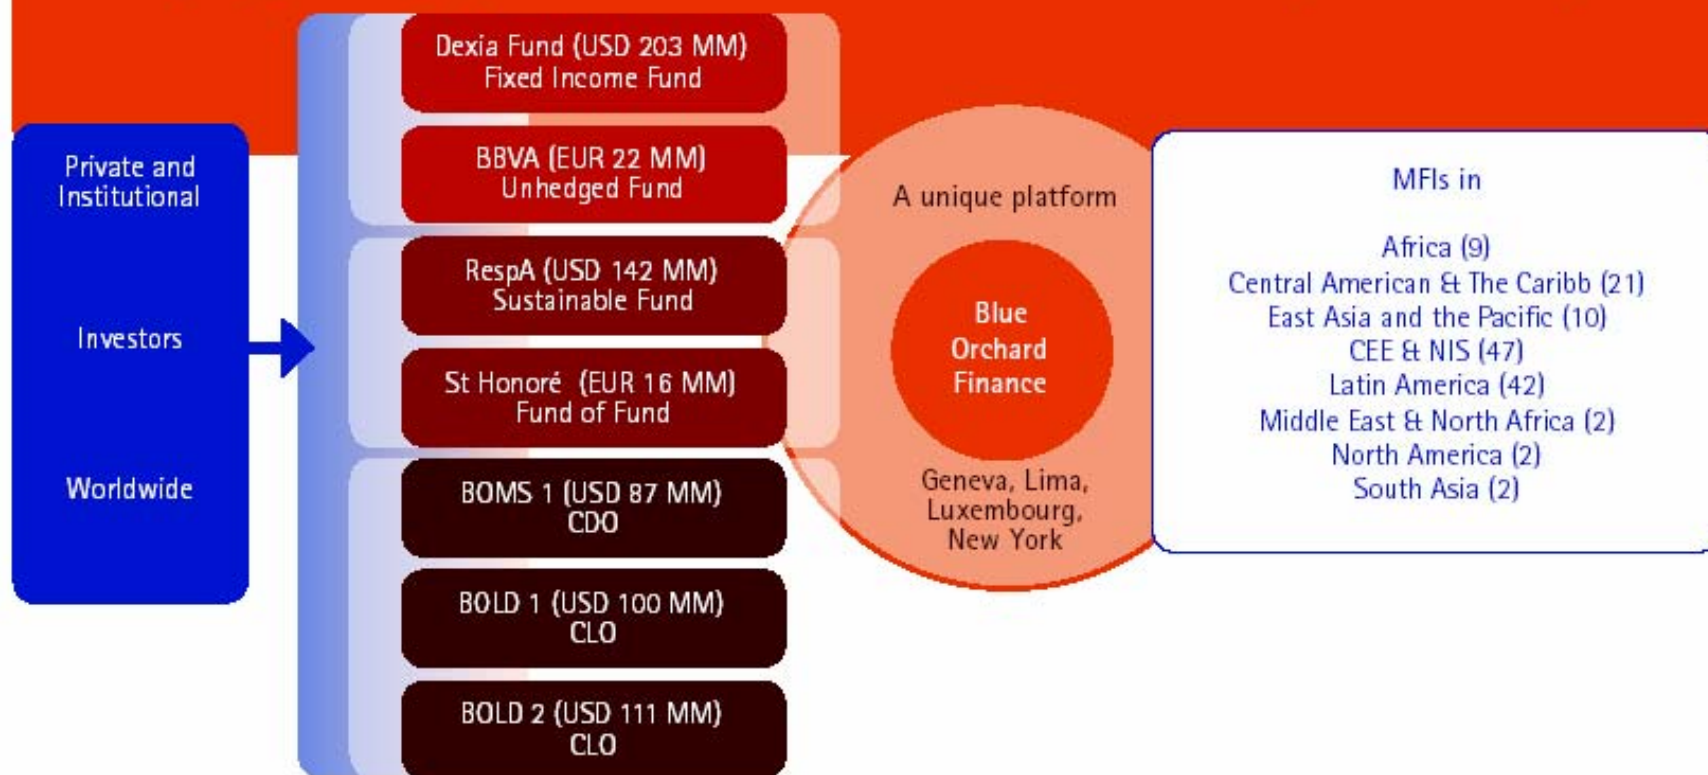 Private and
Institutional
Investors
Worldwide
Dexia Fund (USD 203 MM)
Fixed Income Fund
BBVA (EUR 22 MM)
Unhedged Fund
RespA (USD 142 MM)
Sustainable Fund
St Honoré (EUR 16 MM)
Fund of Fund
BOMS 1 (USD 87 MM)
CDO
BOLD 1 (USD 100 MM)
CLO
BOLD 2 (USD 111 MM)
CLO
A unique platform
Blue
Orchard
Finance
Geneva, Lima,
Luxembourg,
New York
MFIs in
Africa (9)
Central American & The Caribb (21)
East Asia and the Pacific (10)
CEE & NIS (47)
Latin America (42)
Middle East & North Africa (2)
North America (2)
South Asia (2)